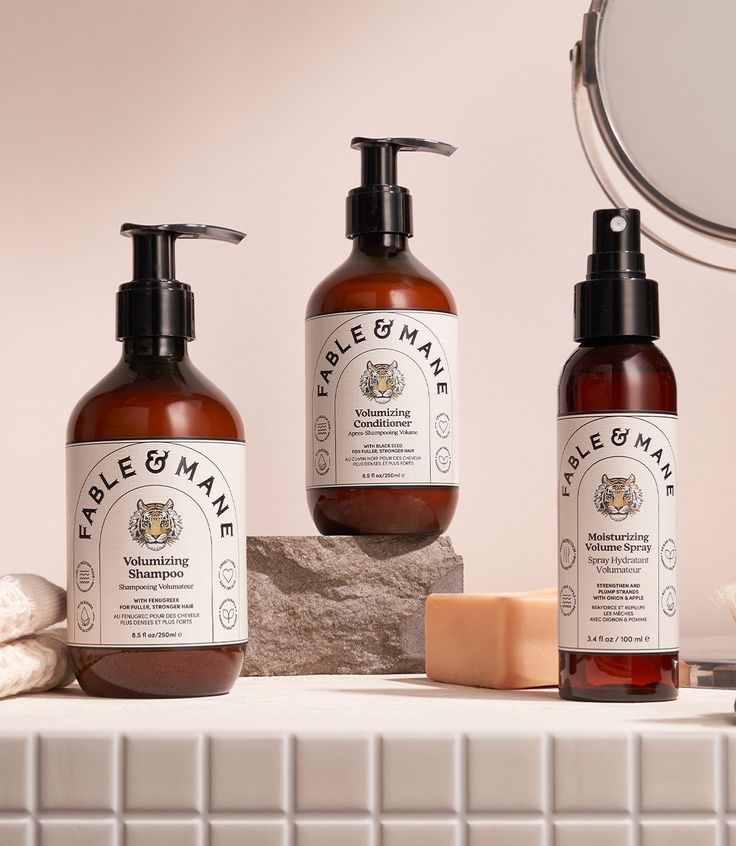 FABLE & MANE
Volumizing
Shampoo
Shampooing Volumateur
WITH FENUGREEK
FOR FULLER, STRONGER HAIR
AU FENUGREC POUR DES CHEVEUX
PLUS DENSES ET PLUS FORTS
8.5 fl oz/250ml e
FABLE & MANE
Volumizing
Conditioner
Après-Shampooing Volume
WITH BLACK SEED
FOR FULLER, STRONGER HAIR
AU CUMIN NOIR POUR DES CHEVEUX
PLUS DENSES ET PLUS FORTS
8.5 fl oz/250ml e
FABLE & MANE
Moisturizing
Volume Spray
Spray Hydratant
Volumateur
STRENGTHEN AND
PLUMP STRANDS
WITH ONION & APPLE
RENFORCE ET REPULPE
LES MÈCHES
AVEC OIGNON & POMME
3.4 fl oz / 100 ml e